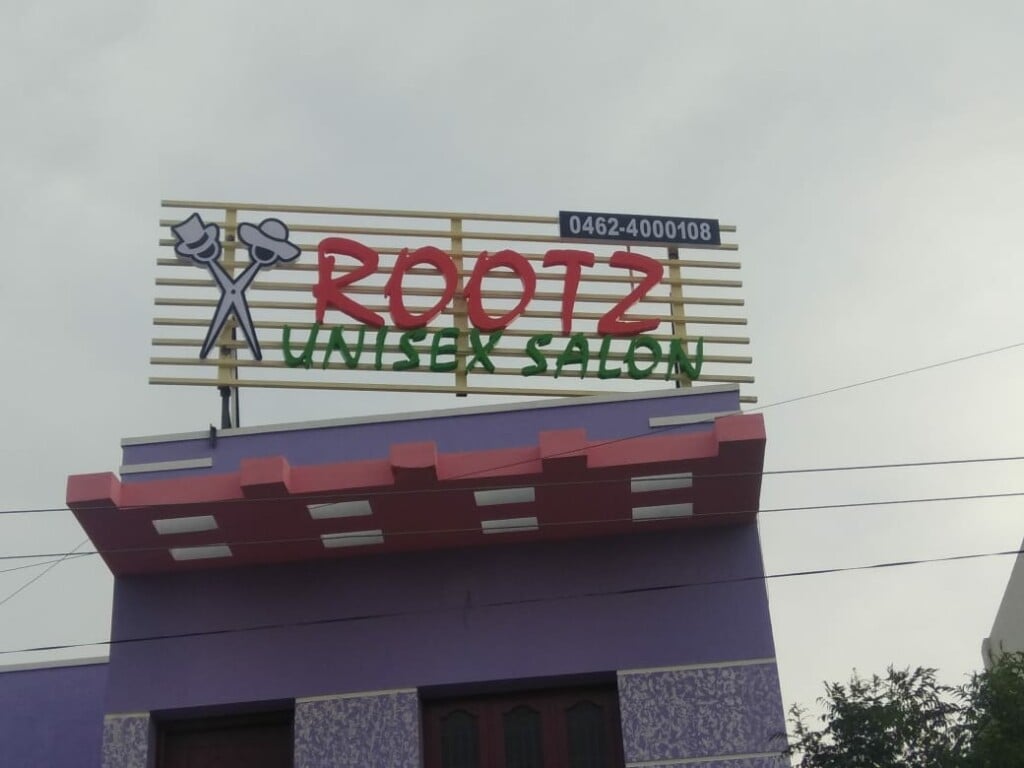 0462-4000108
ROOTZ
UNISEX SALON